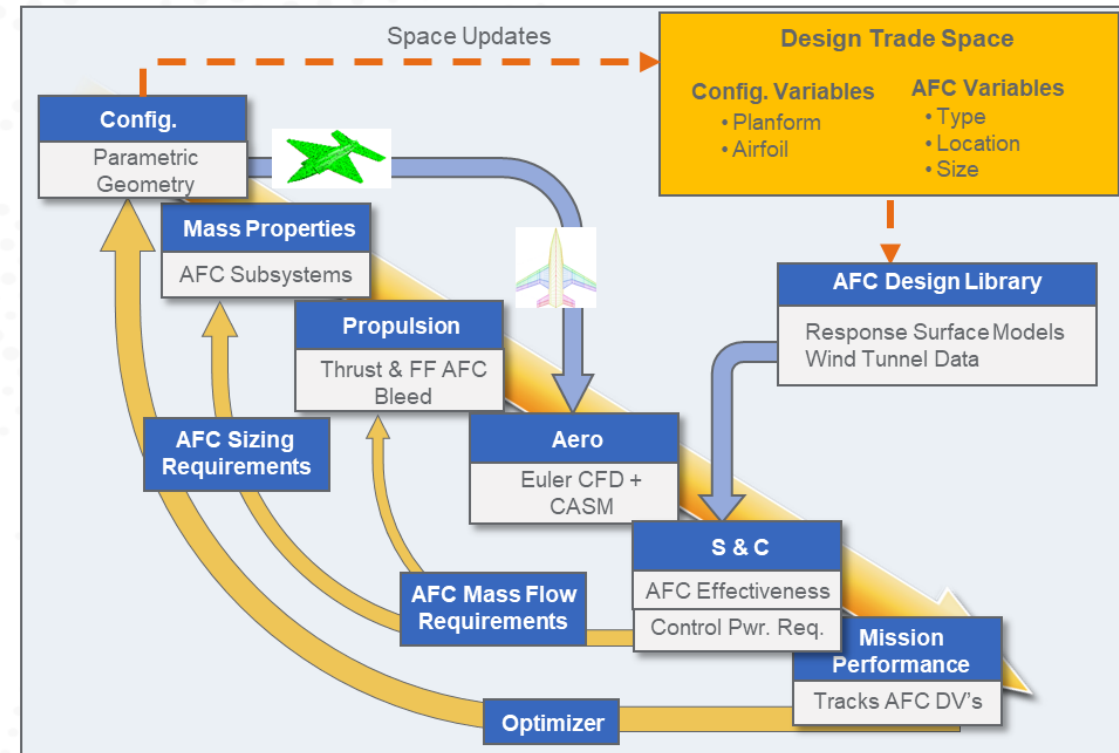 Space Updates
Design Trade Space
Config. Variables
• Planform
• Airfoil
AFC Variables
• Type
• Location
• Size
Config.
Parametric
Geometry
Mass Properties
AFC Subsystems
Propulsion
Thrust & FF AFC
Bleed
AFC Design Library
Response Surface Models
Wind Tunnel Data
AFC Sizing
Requirements
Aero
Euler CFD +
CASM
S & C
AFC Effectiveness
Control Pwr. Req.
AFC Mass Flow
Requirements
Mission
Performance
Tracks AFC DV's
Optimizer